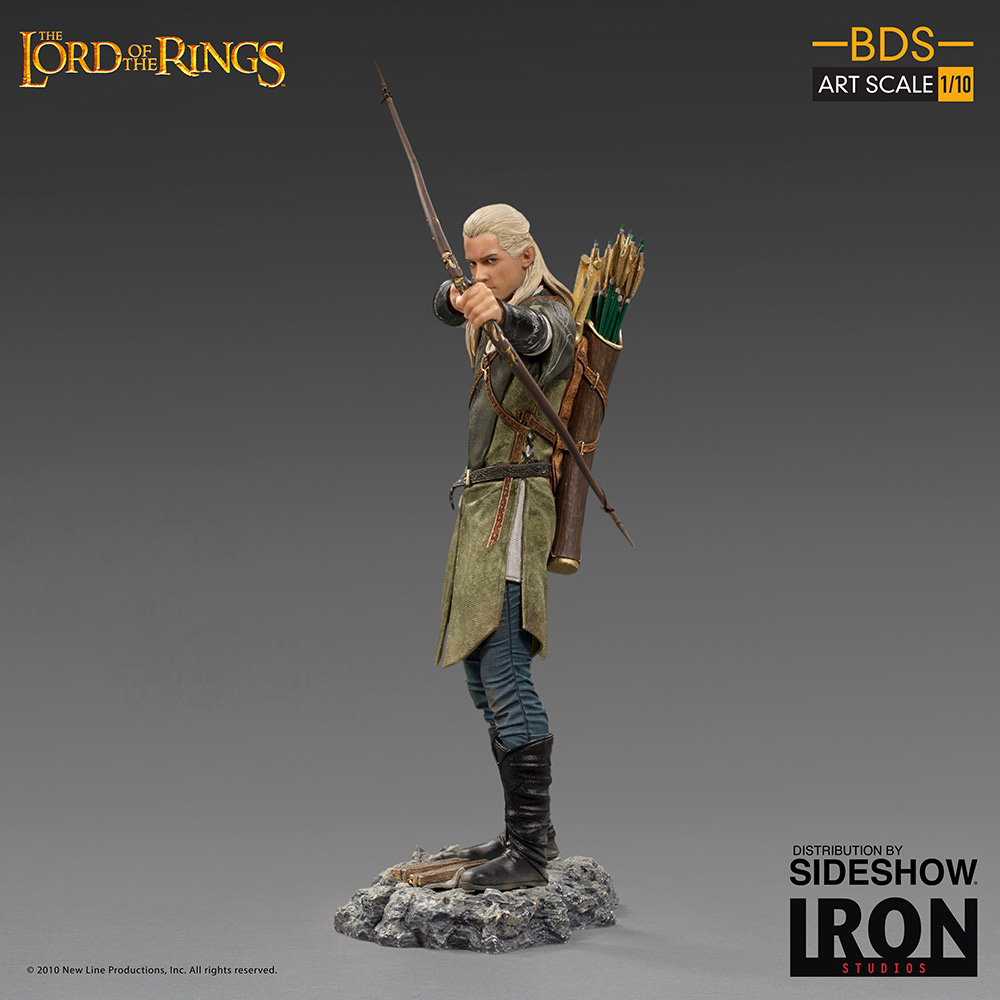 THE
LORD OF THE RINGS
—BDS—
ART SCALE 1/10
DISTRIBUTION BY
SIDESHOW®
IRON
STUDIOS
© 2010 New Line Productions, Inc. All rights reserved.